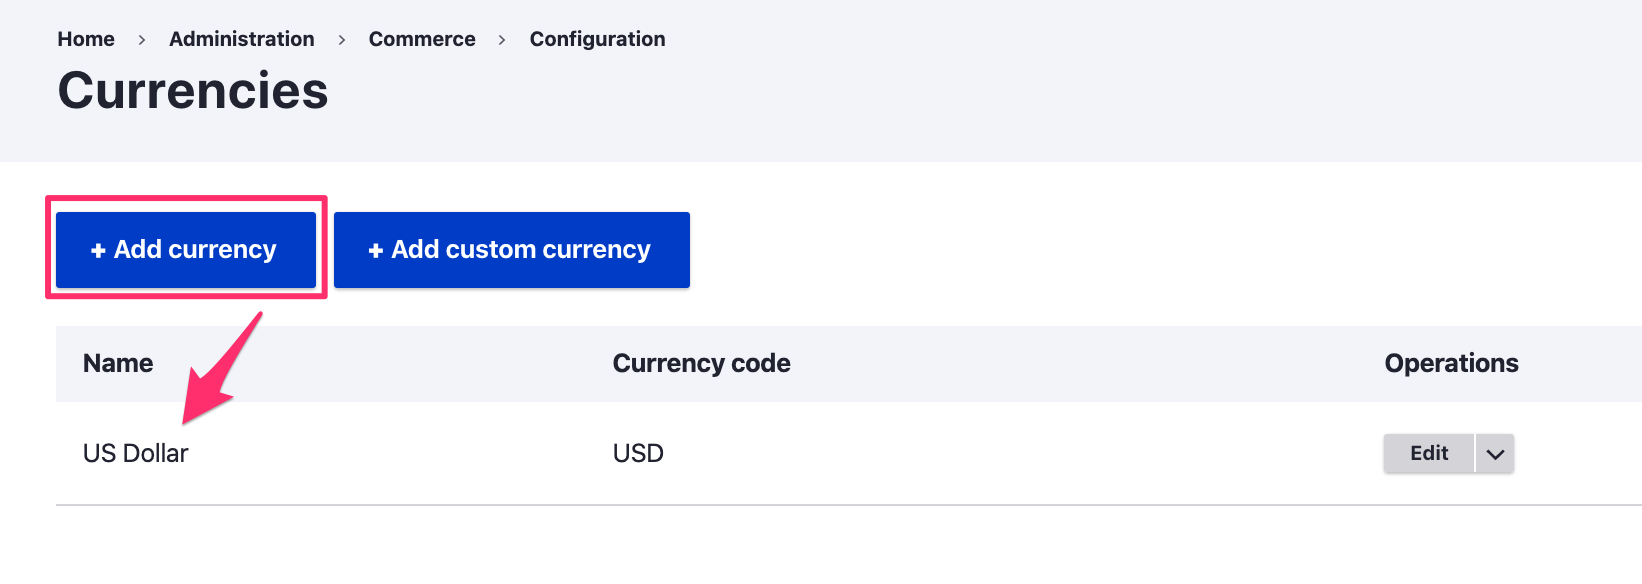 Home > Administration > Commerce > Configuration
Currencies
+ Add currency + Add custom currency
Name Currency code Operations
US Dollar USD Edit